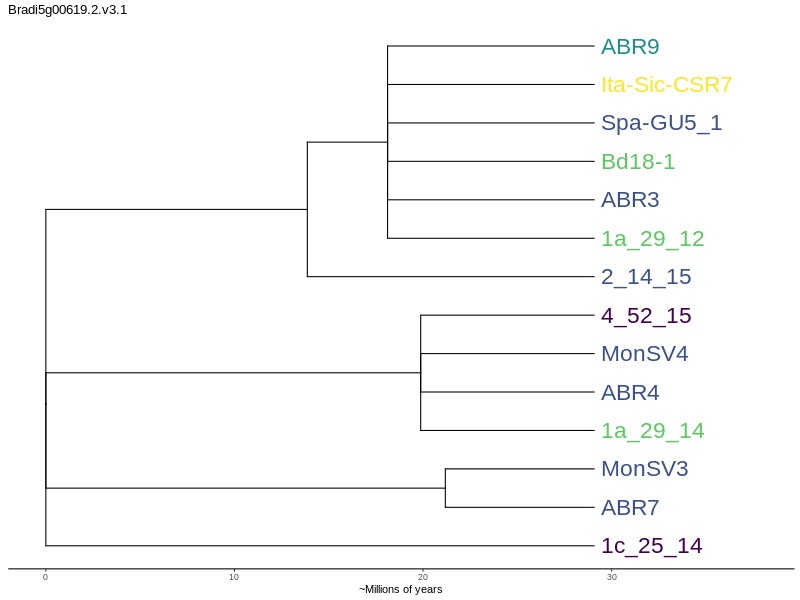 Bradi5g00619.2.v3.1
ABR9
Ita-Sic-CSR7
Spa-GU5_1
Bd18-1
ABR3
1a_29_12
2_14_15
4_52_15
MonSV4
ABR4
1a_29_14
MonSV3
ABR7
1c_25_14
0 10 20 30
~Millions of years